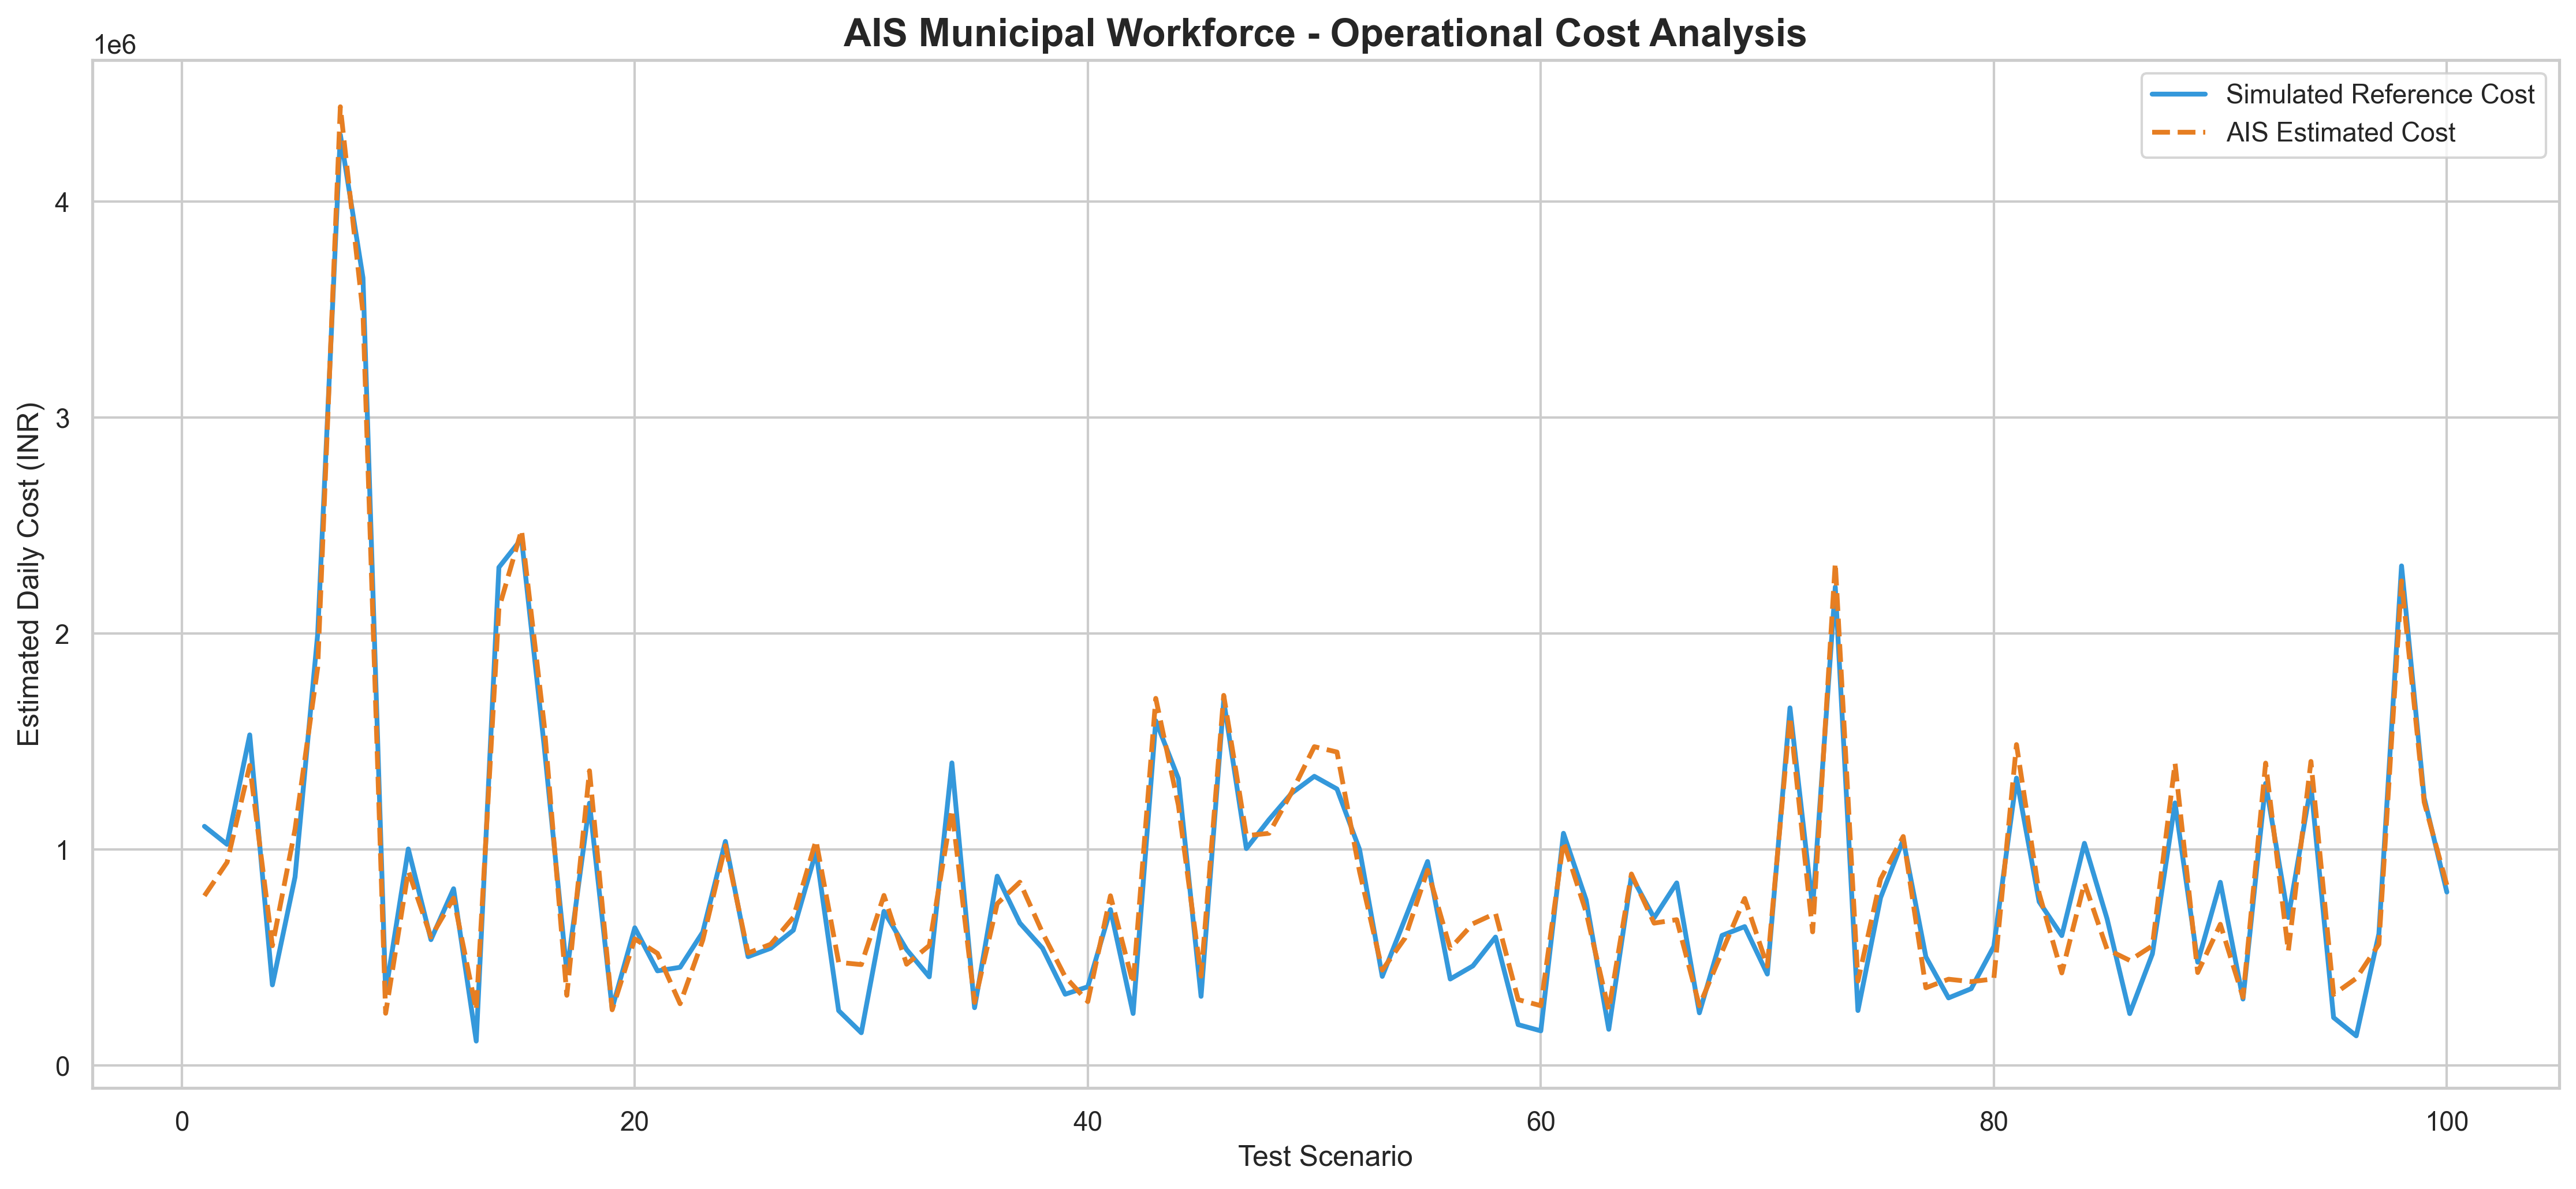 AIS Municipal Workforce - Operational Cost Analysis
1e6
Simulated Reference Cost
AIS Estimated Cost
Estimated Daily Cost (INR)
4
3
2
1
0
0 20 40 60 80 100
Test Scenario